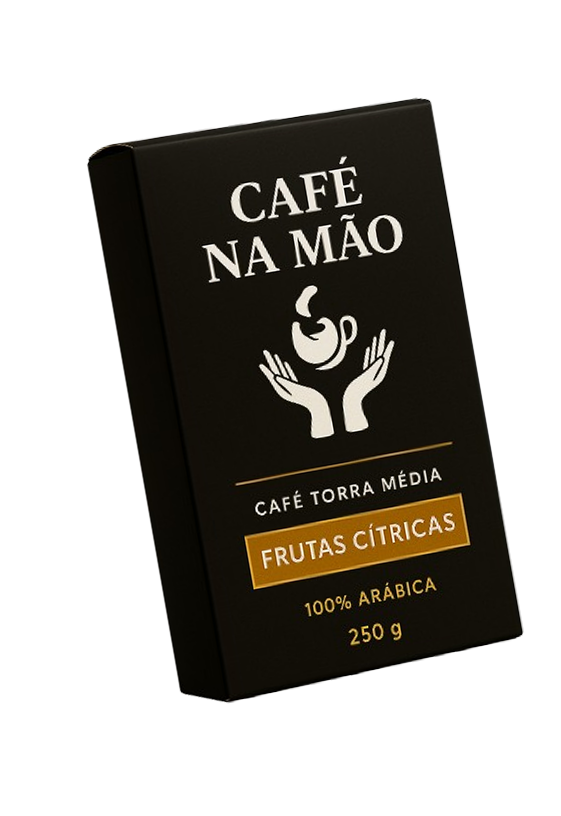 CAFÉ
NA MÃO
CAFÉ TORRA MÉDIA
FRUTAS CÍTRICAS
100% ARÁBICA
250 g